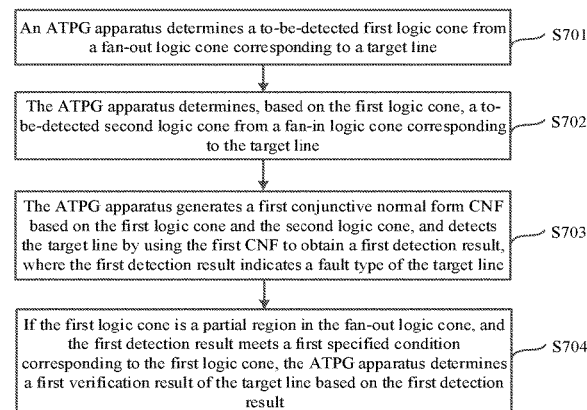 An ATPG apparatus determines a to-be-detected first logic cone from
a fan-out logic cone corresponding to a target line
S701
The ATPG apparatus determines, based on the first logic cone, a to-
be-detected second logic cone from a fan-in logic cone corresponding
to the target line
S702
The ATPG apparatus generates a first conjunctive normal form CNF
based on the first logic cone and the second logic cone, and detects
the target line by using the first CNF to obtain a first detection result,
where the first detection result indicates a fault type of the target line
S703
If the first logic cone is a partial region in the fan-out logic cone, and
the first detection result meets a first specified condition
corresponding to the first logic cone, the ATPG apparatus determines
a first verification result of the target line based on the first detection
result
S704